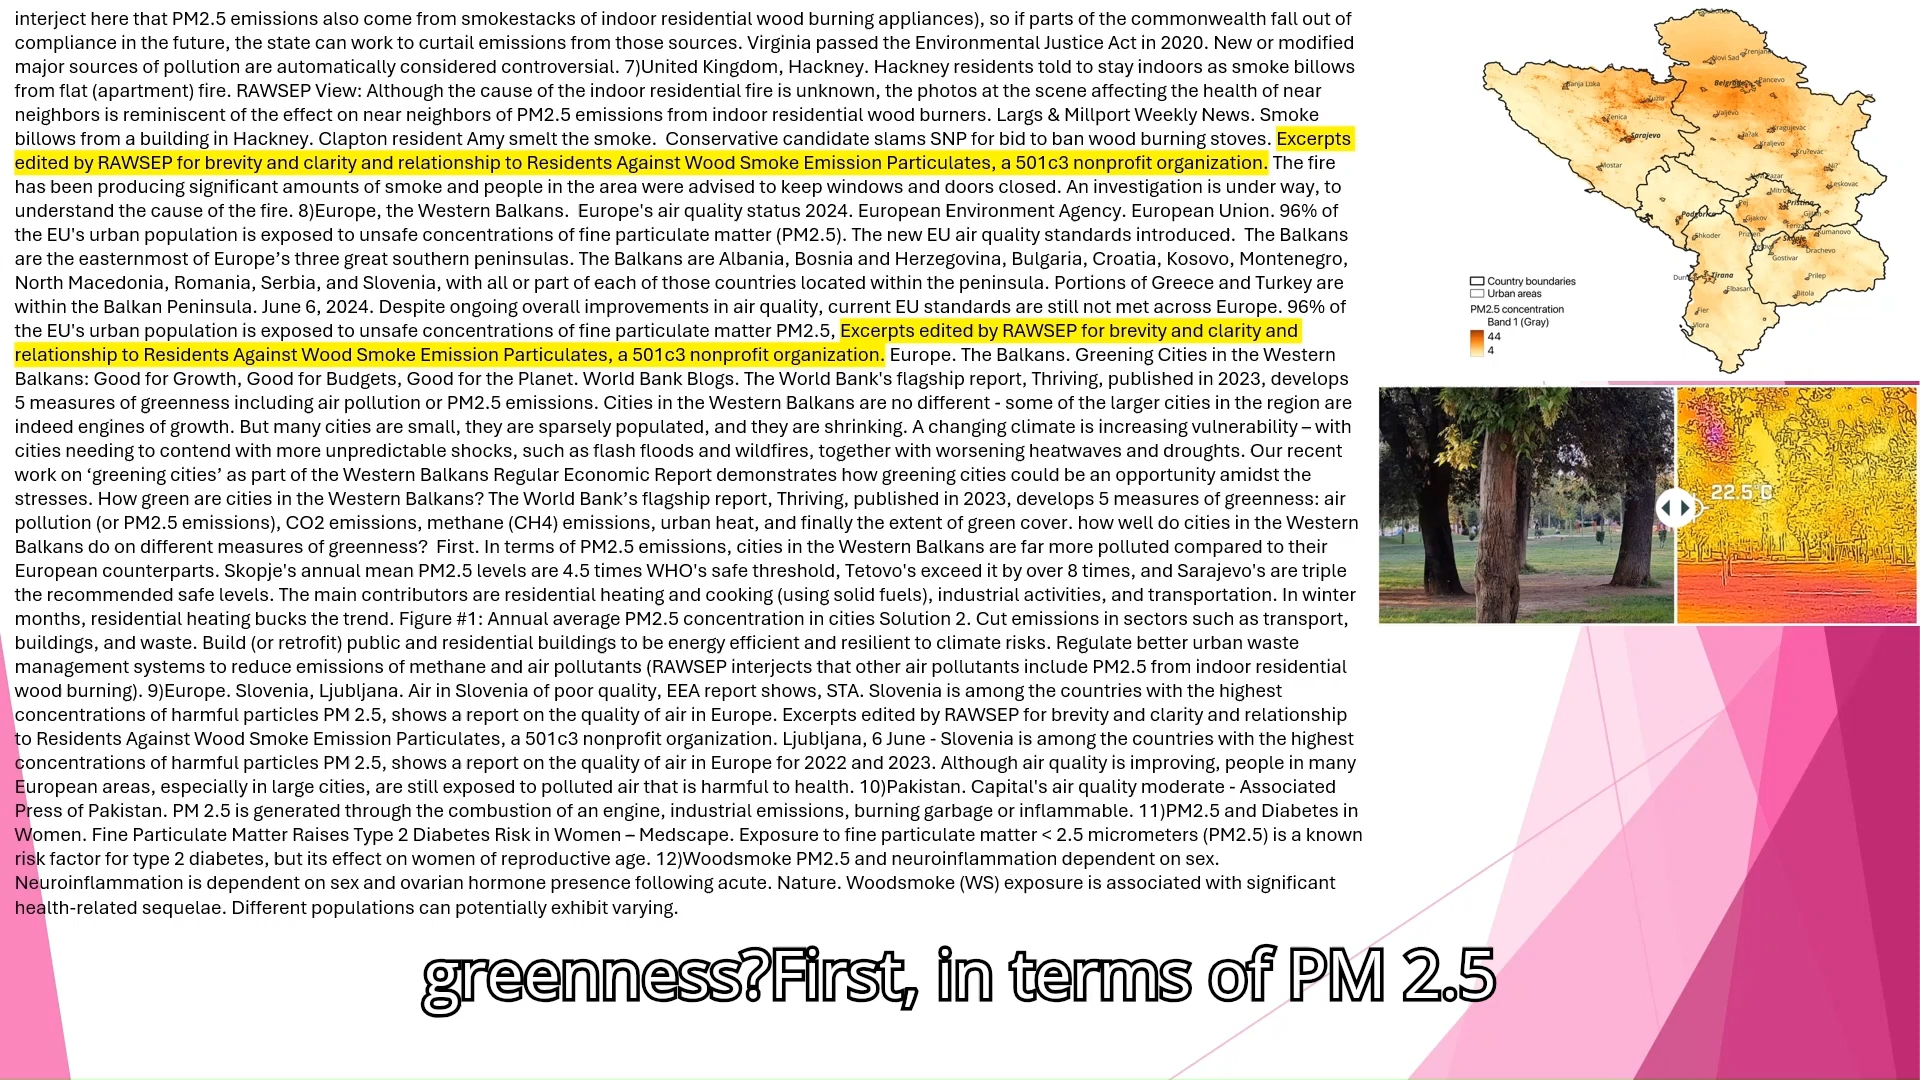 interject here that PM2.5 emissions also come from smokestacks of indoor residential wood burning appliances), so if parts of the commonwealth fall out of
compliance in the future, the state can work to curtail emissions from those sources. Virginia passed the Environmental Justice Act in 2020. New or modified
major sources of pollution are automatically considered controversial. 7)United Kingdom, Hackney. Hackney residents told to stay indoors as smoke billows
from flat (apartment) fire. RAWSEP View: Although the cause of the indoor residential fire is unknown, the photos at the scene affecting the health of near
neighbors is reminiscent of the effect on near neighbors of PM2.5 emissions from indoor residential wood burners. Largs & Millport Weekly News. Smoke
billows from a building in Hackney. Clapton resident Amy smelt the smoke.  Conservative candidate slams SNP for bid to ban wood burning stoves. Excerpts
edited by RAWSEP for brevity and clarity and relationship to Residents Against Wood Smoke Emission Particulates, a 501c3 nonprofit organization. The fire
has been producing significant amounts of smoke and people in the area were advised to keep windows and doors closed. An investigation is under way, to
understand the cause of the fire. 8)Europe, the Western Balkans.  Europe's air quality status 2024. European Environment Agency. European Union. 96% of
the EU's urban population is exposed to unsafe concentrations of fine particulate matter (PM2.5). The new EU air quality standards introduced.  The Balkans
are the easternmost of Europe’s three great southern peninsulas. The Balkans are Albania, Bosnia and Herzegovina, Bulgaria, Croatia, Kosovo, Montenegro,
North Macedonia, Romania, Serbia, and Slovenia, with all or part of each of those countries located within the peninsula. Portions of Greece and Turkey are
within the Balkan Peninsula. June 6, 2024. Despite ongoing overall improvements in air quality, current EU standards are still not met across Europe. 96% of
the EU's urban population is exposed to unsafe concentrations of fine particulate matter PM2.5, Excerpts edited by RAWSEP for brevity and clarity and
relationship to Residents Against Wood Smoke Emission Particulates, a 501c3 nonprofit organization. Europe. The Balkans. Greening Cities in the Western
Balkans: Good for Growth, Good for Budgets, Good for the Planet. World Bank Blogs. The World Bank's flagship report, Thriving, published in 2023, develops
5 measures of greenness including air pollution or PM2.5 emissions. Cities in the Western Balkans are no different - some of the larger cities in the region are
indeed engines of growth. But many cities are small, they are sparsely populated, and they are shrinking. A changing climate is increasing vulnerability – with
cities needing to contend with more unpredictable shocks, such as flash floods and wildfires, together with worsening heatwaves and droughts. Our recent
work on ‘greening cities’ as part of the Western Balkans Regular Economic Report demonstrates how greening cities could be an opportunity amidst the
stresses. How green are cities in the Western Balkans? The World Bank’s flagship report, Thriving, published in 2023, develops 5 measures of greenness: air
pollution (or PM2.5 emissions), CO2 emissions, methane (CH4) emissions, urban heat, and finally the extent of green cover. how well do cities in the Western
Balkans do on different measures of greenness?  First. In terms of PM2.5 emissions, cities in the Western Balkans are far more polluted compared to their
European counterparts. Skopje's annual mean PM2.5 levels are 4.5 times WHO's safe threshold, Tetovo's exceed it by over 8 times, and Sarajevo's are triple
the recommended safe levels. The main contributors are residential heating and cooking (using solid fuels), industrial activities, and transportation. In winter
months, residential heating bucks the trend. Figure #1: Annual average PM2.5 concentration in cities Solution 2. Cut emissions in sectors such as transport,
buildings, and waste. Build (or retrofit) public and residential buildings to be energy efficient and resilient to climate risks. Regulate better urban waste
management systems to reduce emissions of methane and air pollutants (RAWSEP interjects that other air pollutants include PM2.5 from indoor residential
wood burning). 9)Europe. Slovenia, Ljubljana. Air in Slovenia of poor quality, EEA report shows, STA. Slovenia is among the countries with the highest
concentrations of harmful particles PM 2.5, shows a report on the quality of air in Europe. Excerpts edited by RAWSEP for brevity and clarity and relationship
to Residents Against Wood Smoke Emission Particulates, a 501c3 nonprofit organization. Ljubljana, 6 June - Slovenia is among the countries with the highest
concentrations of harmful particles PM 2.5, shows a report on the quality of air in Europe for 2022 and 2023. Although air quality is improving, people in many
European areas, especially in large cities, are still exposed to polluted air that is harmful to health. 10)Pakistan. Capital's air quality moderate - Associated
Press of Pakistan. PM 2.5 is generated through the combustion of an engine, industrial emissions, burning garbage or inflammable. 11)PM2.5 and Diabetes in
Women. Fine Particulate Matter Raises Type 2 Diabetes Risk in Women – Medscape. Exposure to fine particulate matter < 2.5 micrometers (PM2.5) is a known
risk factor for type 2 diabetes, but its effect on women of reproductive age. 12)Woodsmoke PM2.5 and neuroinflammation dependent on sex.
Neuroinflammation is dependent on sex and ovarian hormone presence following acute. Nature. Woodsmoke (WS) exposure is associated with significant
health-related sequelae. Different populations can potentially exhibit varying.
Novi Sad
Banja Luka
Pancevo
Valjevo
Zenica
Sarajevo
Kragujevac
Kraljevo
Mostar
Leskovac
Podgorica
Gjakov
Shkoder
Kumanovo
Drachevo
Gostivar
Tirana
Prilep
Elbasan
Bitola
Fier
Vlora
Country boundaries
Urban areas
PM2.5 concentration
Band 1 (Gray)
44
4
22.5°C
greenness?First, in terms of PM 2.5